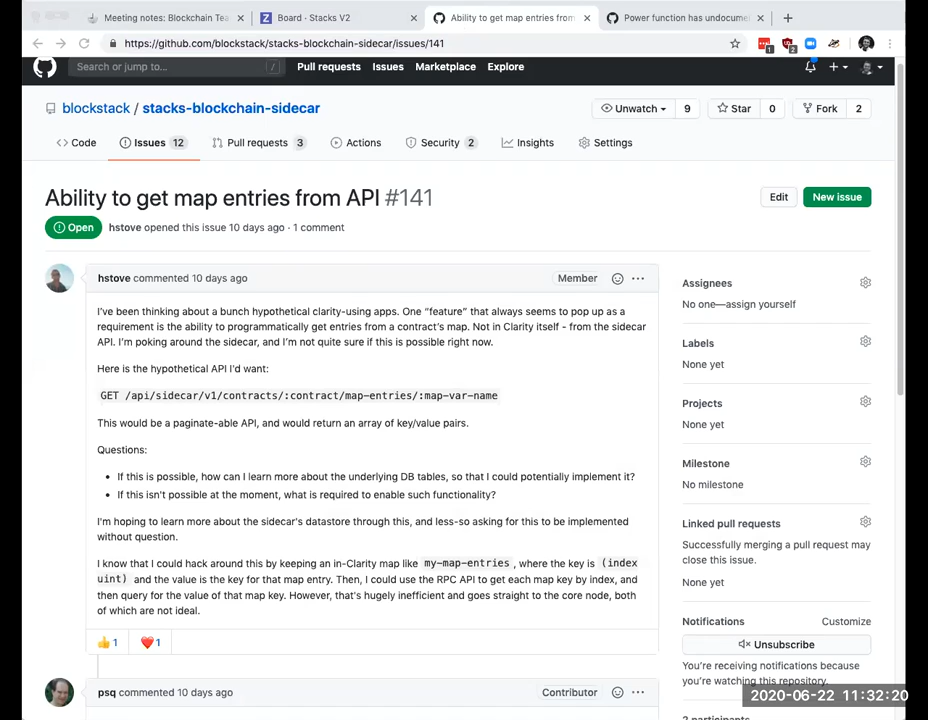 Meeting notes: Blockchain Tea
Board · Stacks V2
Ability to get map entries from
Power function has undocume
https://github.com/blockstack/stacks-blockchain-sidecar/issues/141
1
2
Search or jump to…
/
Pull requests
Issues
Marketplace
Explore
blockstack / stacks-blockchain-sidecar
Unwatch
9
Star
0
Fork
2
Code
Issues 12
Pull requests 3
Actions
Security 2
Insights
Settings
Ability to get map entries from API #141
Edit
New issue
Open
hstove opened this issue 10 days ago · 1 comment
hstove commented 10 days ago
Member
I've been thinking about a bunch hypothetical clarity-using apps. One “feature” that always seems to pop up as a
requirement is the ability to programmatically get entries from a contract's map. Not in Clarity itself - from the sidecar
API. I'm poking around the sidecar, and I'm not quite sure if this is possible right now.
Here is the hypothetical API I'd want:
GET /api/sidecar/v1/contracts/:contract/map-entries/:map-var-name
This would be a paginate-able API, and would return an array of key/value pairs.
Questions:
• If this is possible, how can I learn more about the underlying DB tables, so that I could potentially implement it?
• If this isn't possible at the moment, what is required to enable such functionality?
I'm hoping to learn more about the sidecar's datastore through this, and less-so asking for this to be implemented
without question.
I know that I could hack around this by keeping an in-Clarity map like my-map-entries, where the key is (index
uint) and the value is the key for that map entry. Then, I could use the RPC API to get each map key by index, and
then query for the value of that map key. However, that's hugely inefficient and goes straight to the core node, both
of which are not ideal.
👍 1
❤️ 1
psq commented 10 days ago
Contributor
Assignees
No one—assign yourself
Labels
None yet
Projects
None yet
Milestone
No milestone
Linked pull requests
Successfully merging a pull request may
close this issue.
None yet
Notifications
Customize
Unsubscribe
You're receiving notifications because
you're watching this repository.
2020-06-22 11:32:20